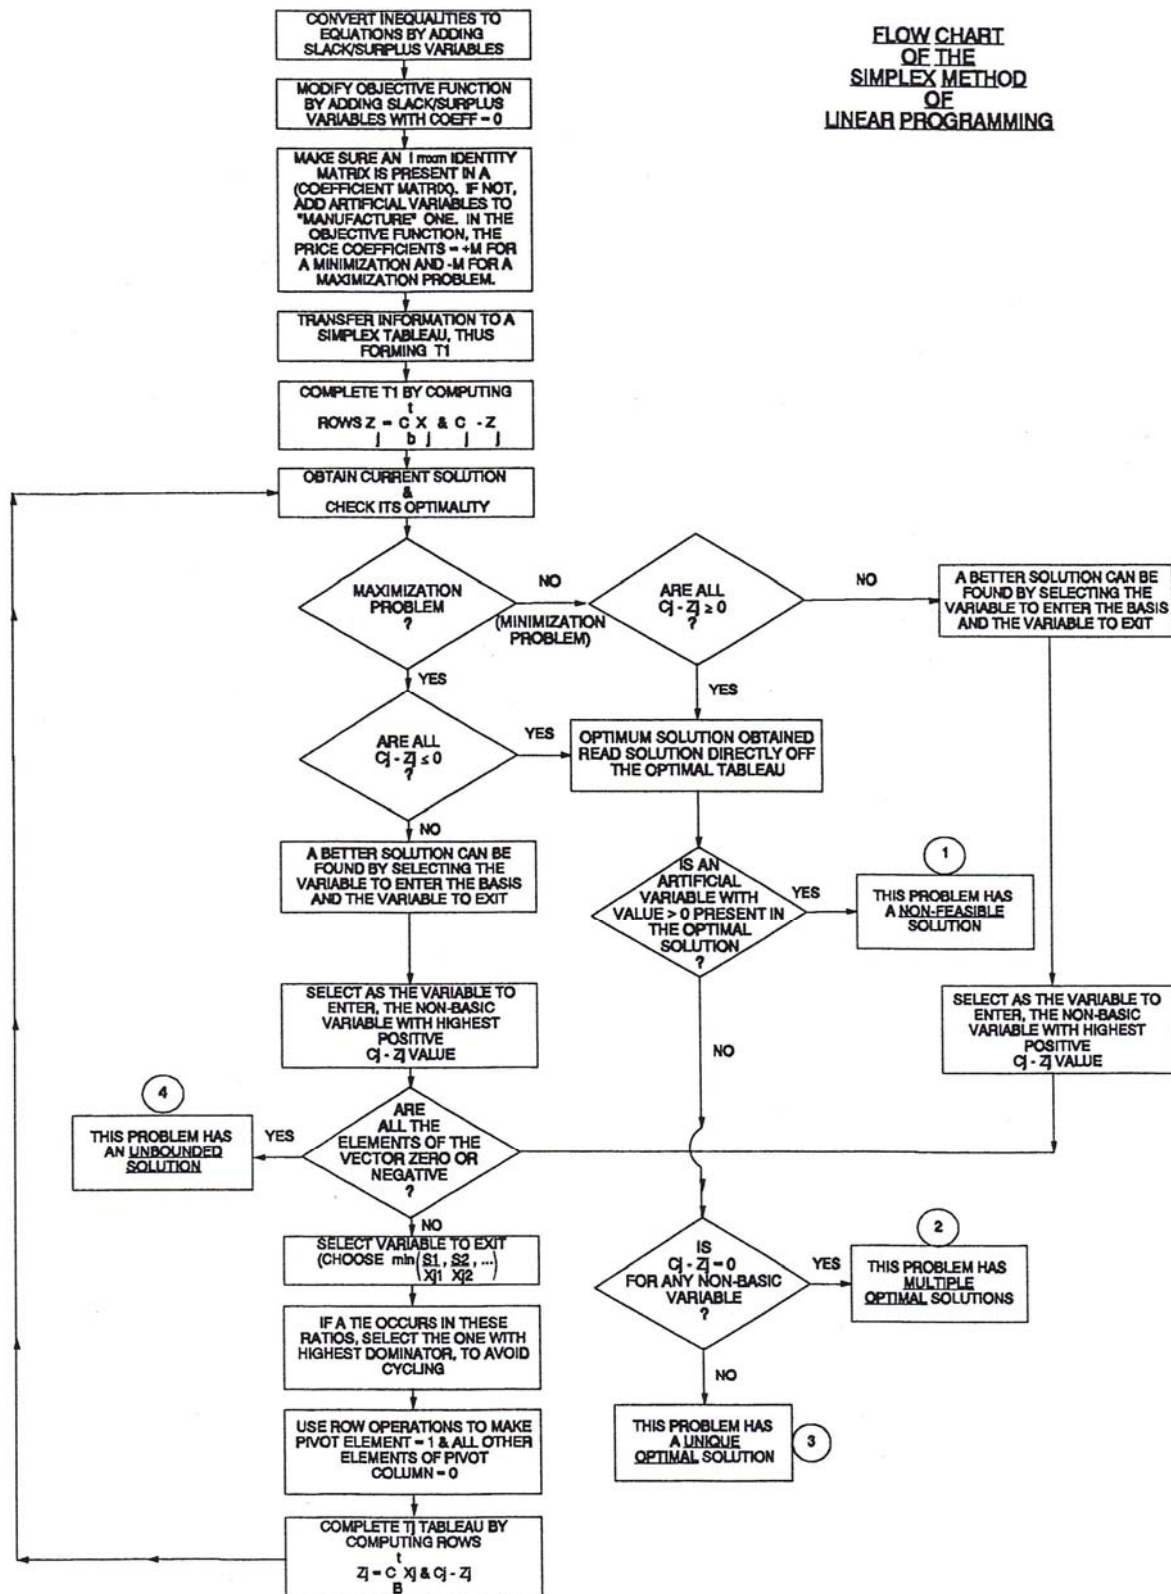 FLOW CHART
OF THE
SIMPLEX METHOD
OF
LINEAR PROGRAMMING
CONVERT INEQUALITIES TO
EQUATIONS BY ADDING
SLACK/SURPLUS VARIABLES
MODIFY OBJECTIVE FUNCTION
BY ADDING SLACK/SURPLUS
VARIABLES WITH COEFF = 0
MAKE SURE AN I mxm IDENTITY
MATRIX IS PRESENT IN A
(COEFFICIENT MATRIX). IF NOT,
ADD ARTIFICIAL VARIABLES TO
"MANUFACTURE" ONE. IN THE
OBJECTIVE FUNCTION, THE
PRICE COEFFICIENTS = +M FOR
A MINIMIZATION AND -M FOR A
MAXIMIZATION PROBLEM.
TRANSFER INFORMATION TO A
SIMPLEX TABLEAU, THUS
FORMING T1
COMPLETE T1 BY COMPUTING
t
ROWS Z = C X & C - Z
j b j j j
OBTAIN CURRENT SOLUTION
&
CHECK ITS OPTIMALITY
MAXIMIZATION
PROBLEM
?
NO
(MINIMIZATION
PROBLEM)
ARE ALL
Cj - Zj ≥ 0
?
NO
A BETTER SOLUTION CAN BE
FOUND BY SELECTING THE
VARIABLE TO ENTER THE BASIS
AND THE VARIABLE TO EXIT
YES
YES
ARE ALL
Cj - Zj ≤ 0
?
YES
OPTIMUM SOLUTION OBTAINED
READ SOLUTION DIRECTLY OFF
THE OPTIMAL TABLEAU
NO
A BETTER SOLUTION CAN BE
FOUND BY SELECTING THE
VARIABLE TO ENTER THE BASIS
AND THE VARIABLE TO EXIT
IS AN
ARTIFICIAL
VARIABLE WITH
VALUE > 0 PRESENT IN
THE OPTIMAL
SOLUTION
?
YES
1
THIS PROBLEM HAS
A NON-FEASIBLE
SOLUTION
SELECT AS THE VARIABLE TO
ENTER, THE NON-BASIC
VARIABLE WITH HIGHEST
POSITIVE
Cj - Zj VALUE
NO
SELECT AS THE VARIABLE TO
ENTER, THE NON-BASIC
VARIABLE WITH HIGHEST
POSITIVE
Cj - Zj VALUE
4
THIS PROBLEM HAS
AN UNBOUNDED
SOLUTION
YES
ARE
ALL THE
ELEMENTS OF THE
VECTOR ZERO OR
NEGATIVE
?
NO
SELECT VARIABLE TO EXIT
(CHOOSE min(S1, S2, ...
Xj1 Xj2
IS
Cj - Zj = 0
FOR ANY NON-BASIC
VARIABLE
?
YES
2
THIS PROBLEM HAS
MULTIPLE
OPTIMAL SOLUTIONS
IF A TIE OCCURS IN THESE
RATIOS, SELECT THE ONE WITH
HIGHEST DOMINATOR, TO AVOID
CYCLING
NO
USE ROW OPERATIONS TO MAKE
PIVOT ELEMENT = 1 & ALL OTHER
ELEMENTS OF PIVOT
COLUMN = 0
THIS PROBLEM HAS
A UNIQUE
OPTIMAL SOLUTION
3
COMPLETE Tj TABLEAU BY
COMPUTING ROWS
t
Zj = C Xj & Cj - Zj
B